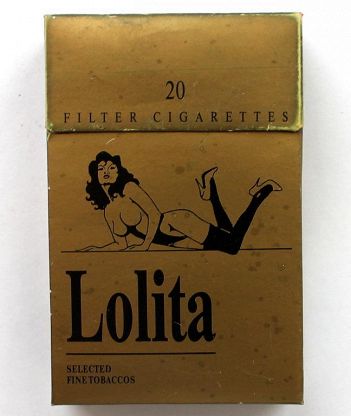 20
FILTER CIGARETTES
Lolita
SELECTED
FINE TOBACCOS